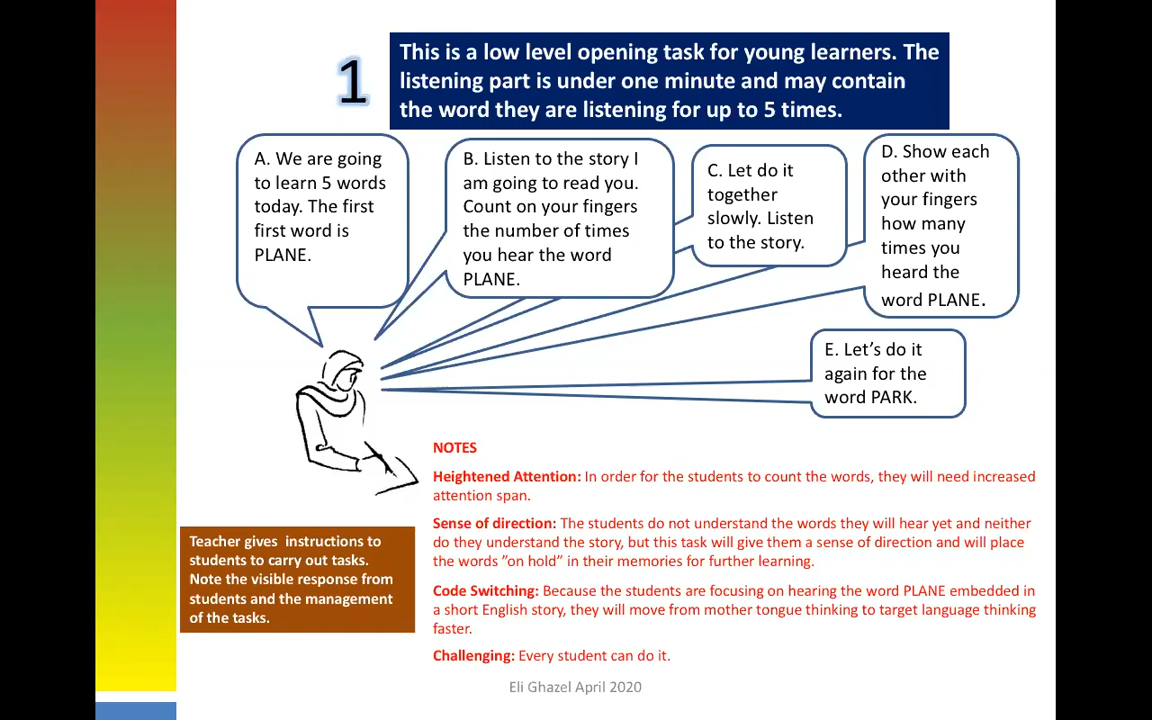 1
This is a low level opening task for young learners. The
listening part is under one minute and may contain
the word they are listening for up to 5 times.
A. We are going
to learn 5 words
today. The first
first word is
PLANE.
B. Listen to the story I
am going to read you.
Count on your fingers
the number of times
you hear the word
PLANE.
C. Let do it
together
slowly. Listen
to the story.
D. Show each
other with
your fingers
how many
times you
heard the
word PLANE.
E. Let’s do it
again for the
word PARK.
NOTES
Heightened Attention: In order for the students to count the words, they will need increased
attention span.
Sense of direction: The students do not understand the words they will hear yet and neither
do they understand the story, but this task will give them a sense of direction and will place
the words ”on hold” in their memories for further learning.
Code Switching: Because the students are focusing on hearing the word PLANE embedded in
a short English story, they will move from mother tongue thinking to target language thinking
faster.
Challenging: Every student can do it.
Teacher gives instructions to
students to carry out tasks.
Note the visible response from
students and the management
of the tasks.
Eli Ghazel April 2020